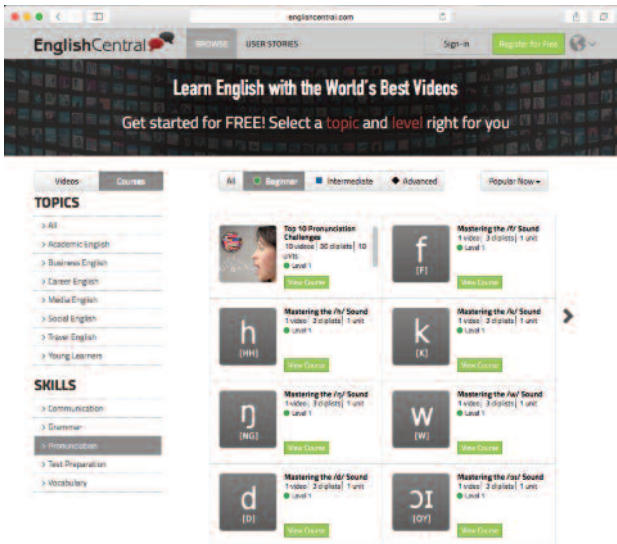 englishcentral.com
EnglishCentral
BROWSE USER STORIES Sign-in Register for Free
Learn English with the World's Best Videos
Get started for FREE! Select a topic and level right for you
Videos Courses
All Beginner Intermediate Advanced Popular Now
TOPICS
> All
> Academic English
> Business English
> Career English
> Media English
> Social English
> Travel English
> Young Learners
SKILLS
> Communication
> Grammar
> Pronunciation
> Test Preparation
> Vocabulary
Top 10 Pronunciation
Challenges
10 videos | 30 cliplists | 10
units
Level 1
View Course
f
[F]
Mastering the /f/ Sound
1 video | 3 cliplists | 1 unit
Level 1
View Course
h
[HH]
Mastering the /h/ Sound
1 video | 3 cliplists | 1 unit
Level 1
View Course
k
[K]
Mastering the /k/ Sound
1 video | 3 cliplists | 1 unit
Level 1
View Course
ŋ
[NG]
Mastering the /ŋ/ Sound
1 video | 3 cliplists | 1 unit
Level 1
View Course
w
[W]
Mastering the /w/ Sound
1 video | 3 cliplists | 1 unit
Level 1
View Course
d
[D]
Mastering the /d/ Sound
1 video | 3 cliplists | 1 unit
Level 1
View Course
ɔɪ
[OY]
Mastering the /ɔɪ/ Sound
1 video | 3 cliplists | 1 unit
Level 1
View Course